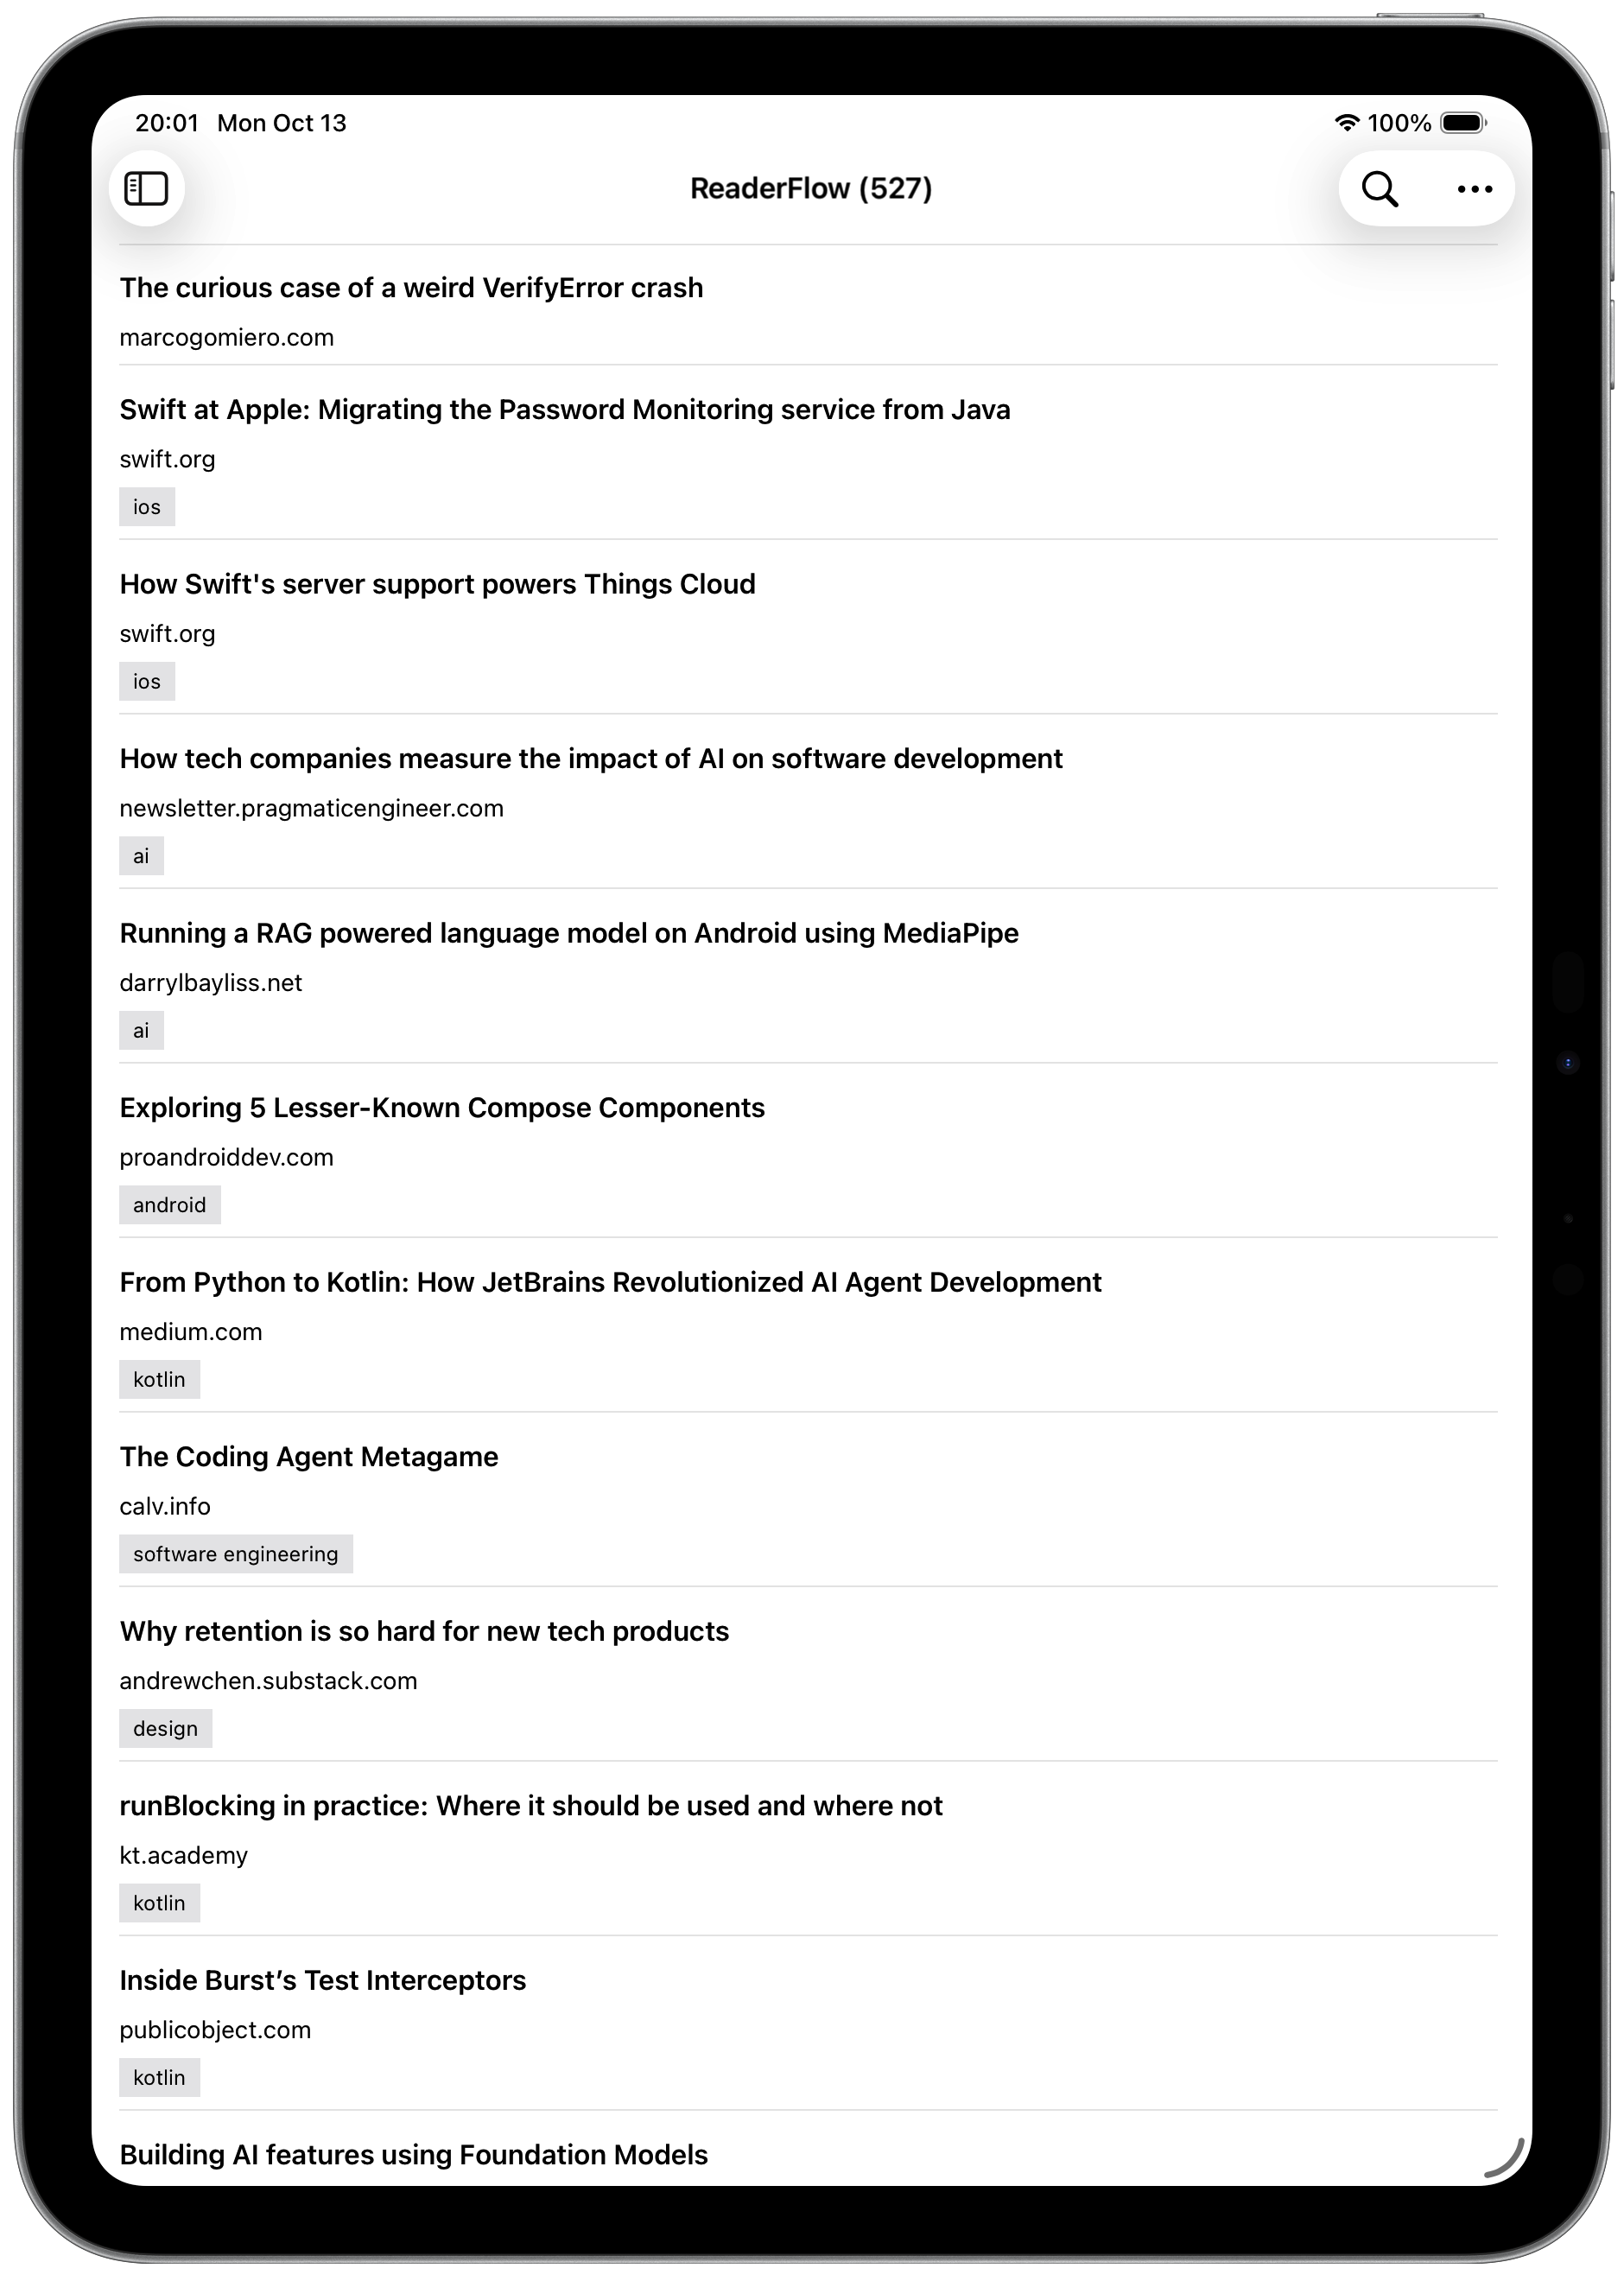 20:01 Mon Oct 13 100%
ReaderFlow (527)
The curious case of a weird VerifyError crash
marcogomiero.com
Swift at Apple: Migrating the Password Monitoring service from Java
swift.org
ios
How Swift's server support powers Things Cloud
swift.org
ios
How tech companies measure the impact of AI on software development
newsletter.pragmaticengineer.com
ai
Running a RAG powered language model on Android using MediaPipe
darrylbayliss.net
ai
Exploring 5 Lesser-Known Compose Components
proandroiddev.com
android
From Python to Kotlin: How JetBrains Revolutionized AI Agent Development
medium.com
kotlin
The Coding Agent Metagame
calv.info
software engineering
Why retention is so hard for new tech products
andrewchen.substack.com
design
runBlocking in practice: Where it should be used and where not
kt.academy
kotlin
Inside Burst’s Test Interceptors
publicobject.com
kotlin
Building AI features using Foundation Models